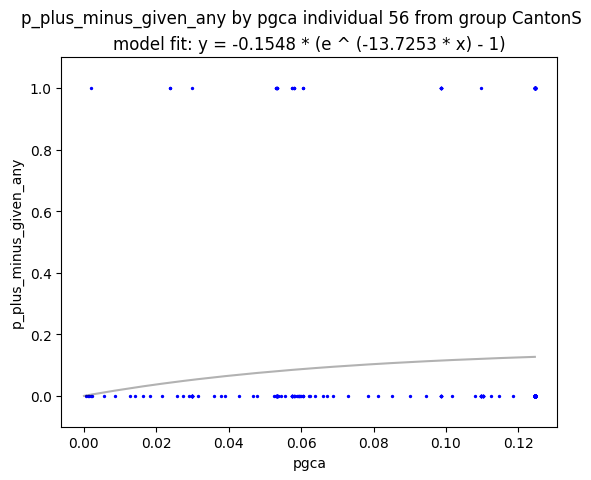 p_plus_minus_given_any by pgca individual 56 from group CantonS
model fit: y = -0.1548 * (e ^ (-13.7253 * x) - 1)
1.0
0.8
0.6
0.4
0.2
0.0
p_plus_minus_given_any
0.00 0.02 0.04 0.06 0.08 0.10 0.12
pgca